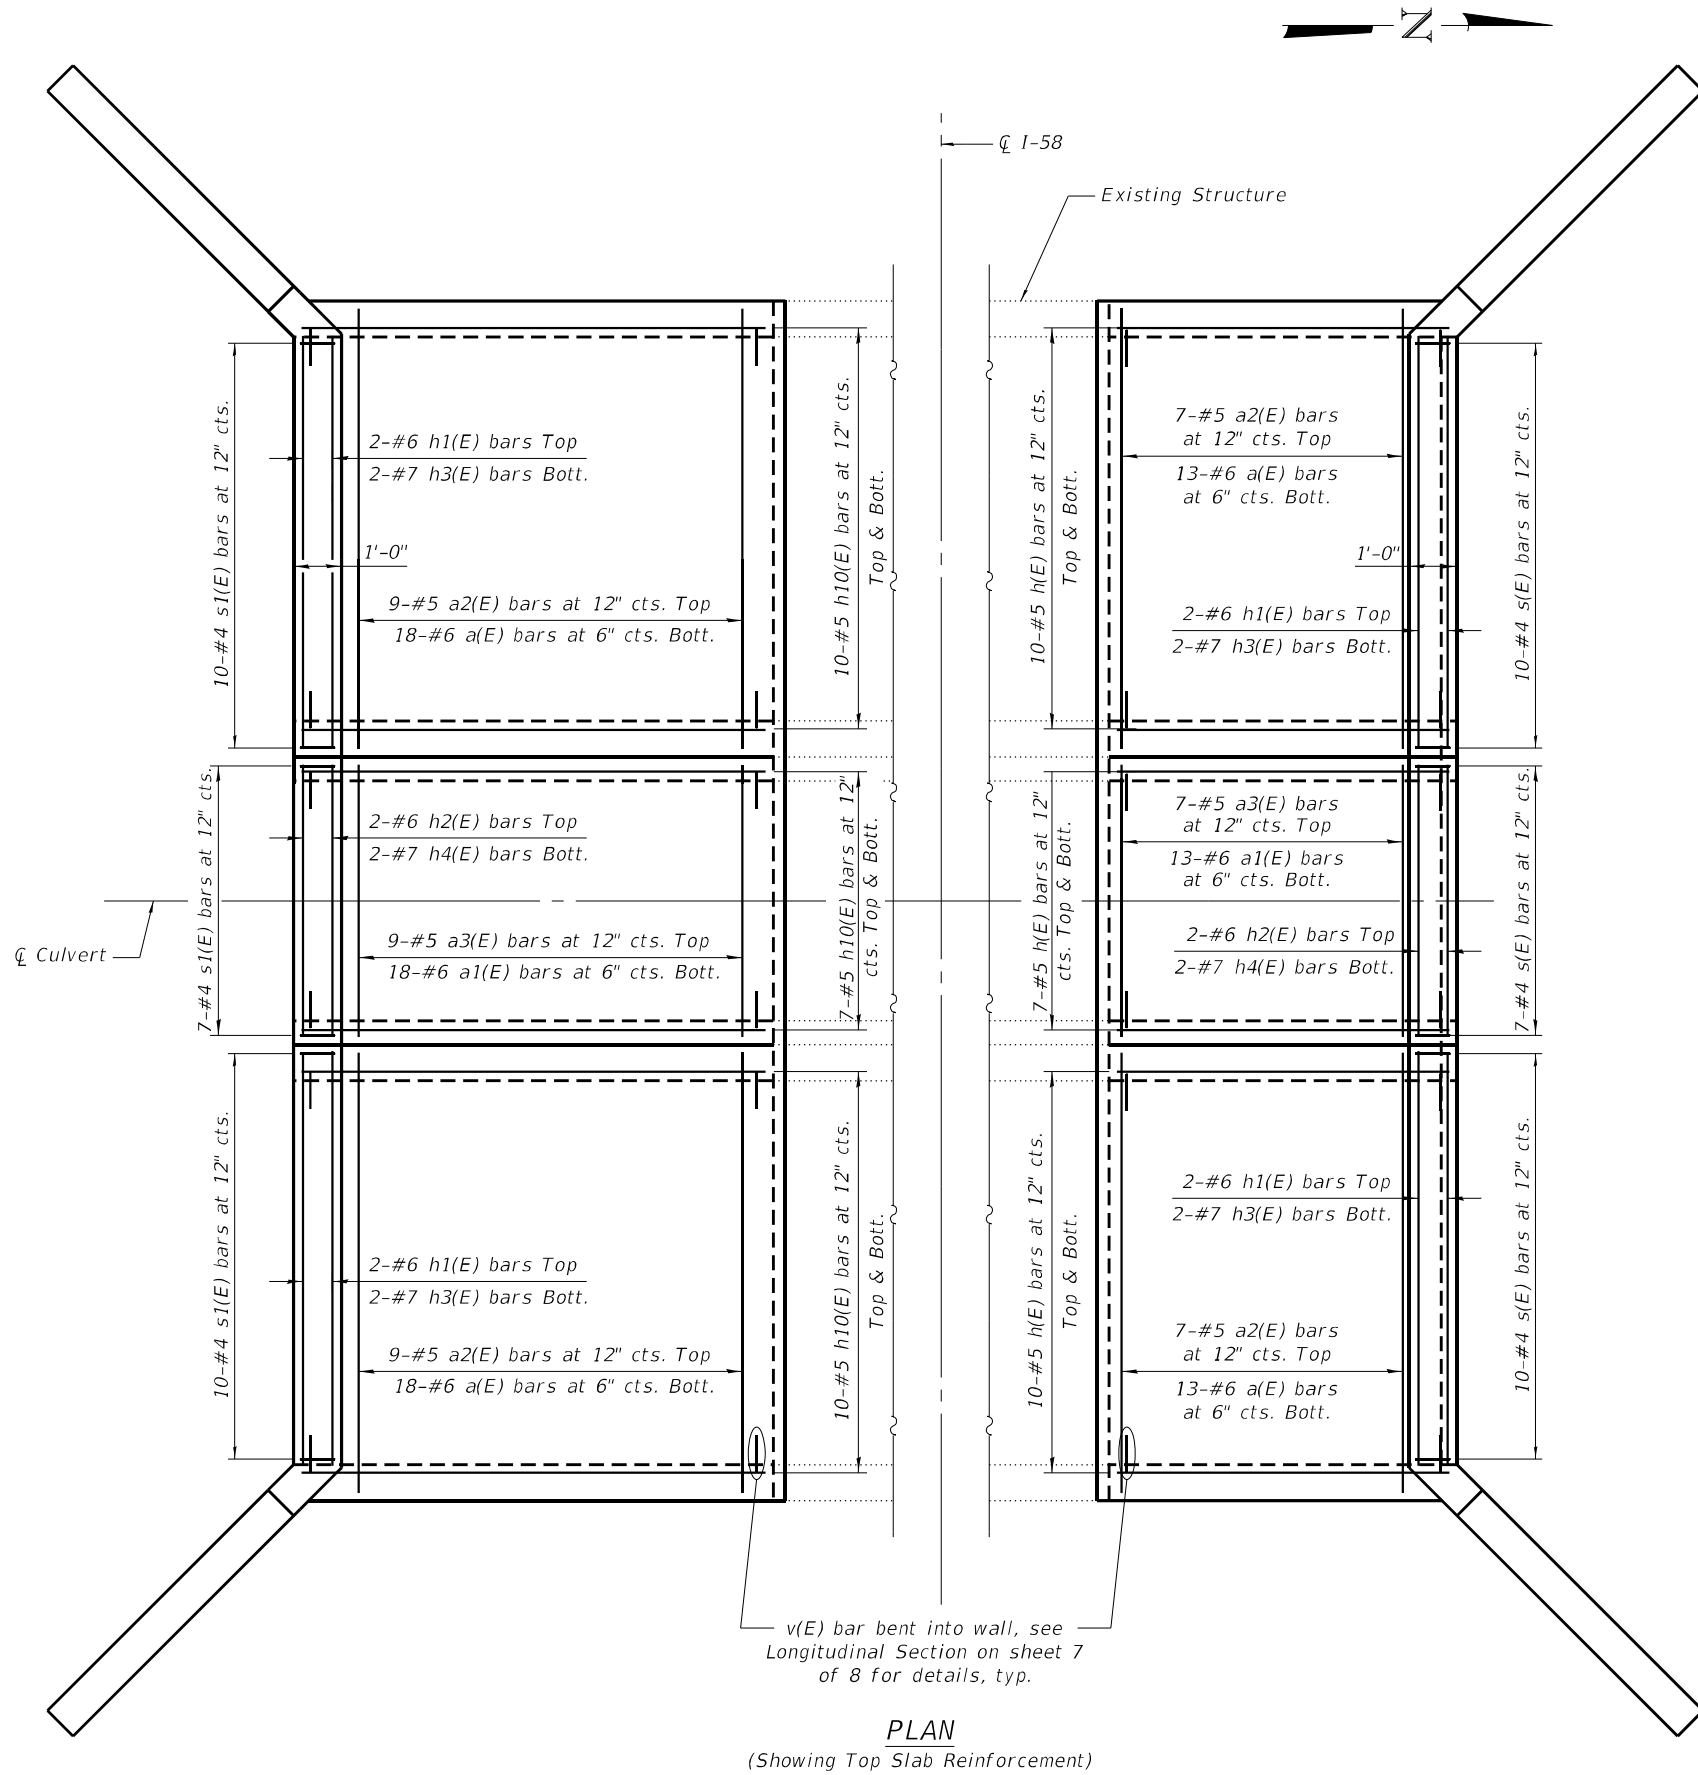 N
℄ I-58
Existing Structure
10-#4 s1(E) bars at 12" cts.
2-#6 h1(E) bars Top
2-#7 h3(E) bars Bott.
1'-0"
9-#5 a2(E) bars at 12" cts. Top
18-#6 a(E) bars at 6" cts. Bott.
10-#5 h10(E) bars at 12" cts.
Top & Bott.
10-#5 h(E) bars at 12" cts.
Top & Bott.
7-#5 a2(E) bars
at 12" cts. Top
13-#6 a(E) bars
at 6" cts. Bott.
1'-0"
2-#6 h1(E) bars Top
2-#7 h3(E) bars Bott.
10-#4 s(E) bars at 12" cts.
7-#4 s1(E) bars at 12" cts.
2-#6 h2(E) bars Top
2-#7 h4(E) bars Bott.
℄ Culvert
9-#5 a3(E) bars at 12" cts. Top
18-#6 a1(E) bars at 6" cts. Bott.
7-#5 h10(E) bars at 12"
cts. Top & Bott.
7-#5 h(E) bars at 12"
cts. Top & Bott.
7-#5 a3(E) bars
at 12" cts. Top
13-#6 a1(E) bars
at 6" cts. Bott.
2-#6 h2(E) bars Top
2-#7 h4(E) bars Bott.
7-#4 s(E) bars at 12" cts.
10-#4 s1(E) bars at 12" cts.
2-#6 h1(E) bars Top
2-#7 h3(E) bars Bott.
9-#5 a2(E) bars at 12" cts. Top
18-#6 a(E) bars at 6" cts. Bott.
10-#5 h10(E) bars at 12" cts.
Top & Bott.
10-#5 h(E) bars at 12" cts.
Top & Bott.
2-#6 h1(E) bars Top
2-#7 h3(E) bars Bott.
7-#5 a2(E) bars
at 12" cts. Top
13-#6 a(E) bars
at 6" cts. Bott.
10-#4 s(E) bars at 12" cts.
v(E) bar bent into wall, see
Longitudinal Section on sheet 7
of 8 for details, typ.
PLAN
(Showing Top Slab Reinforcement)